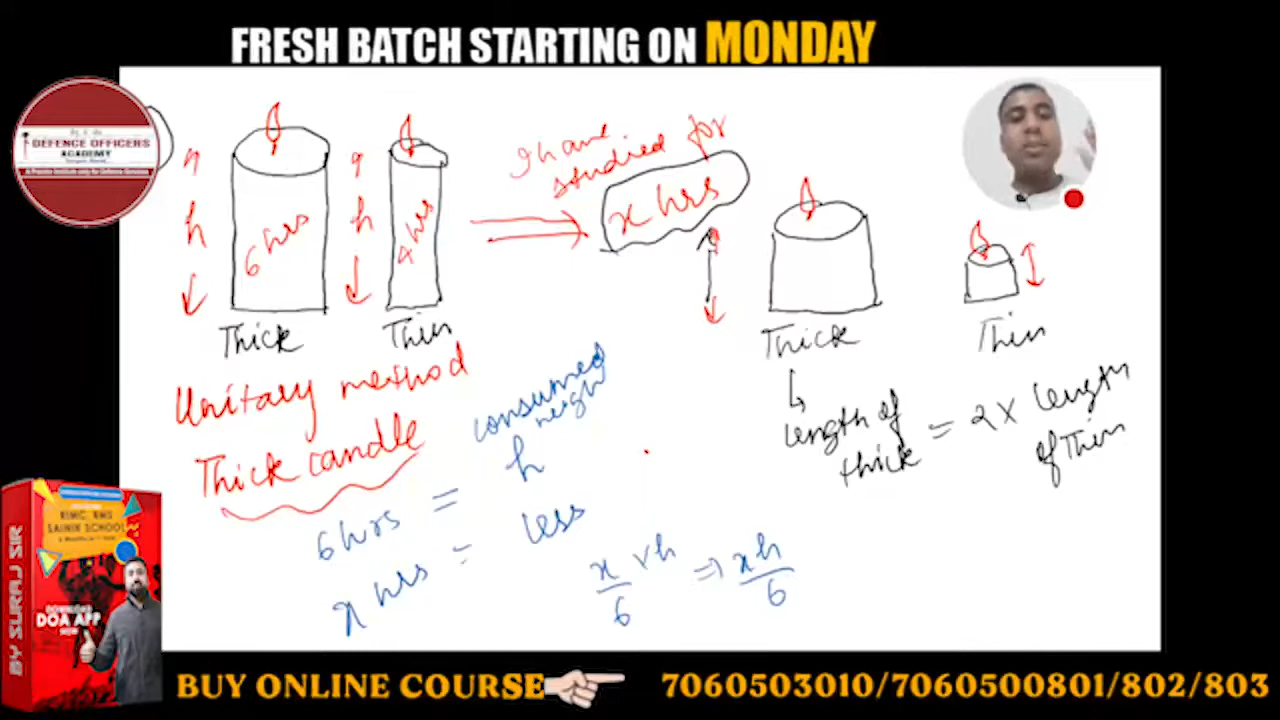 FRESH BATCH STARTING ON MONDAY
DEFENCE OFFICERS
ACADEMY
h
6 hrs
h
4 hrs
studied for
x hrs
Thick
Thin
Thick
Thin
Unitary method
Thick candle
consumed
height
6 hrs = h
x hrs = less
x/6 × h ⇒ xh/6
length of
thick = 2 × length
of Thin
RIMC, RMS
SAINIK SCHOOL
DOWNLOAD
DOA APP
NOW
BY SURAJ SIR
BUY ONLINE COURSE 7060503010/7060500801/802/803